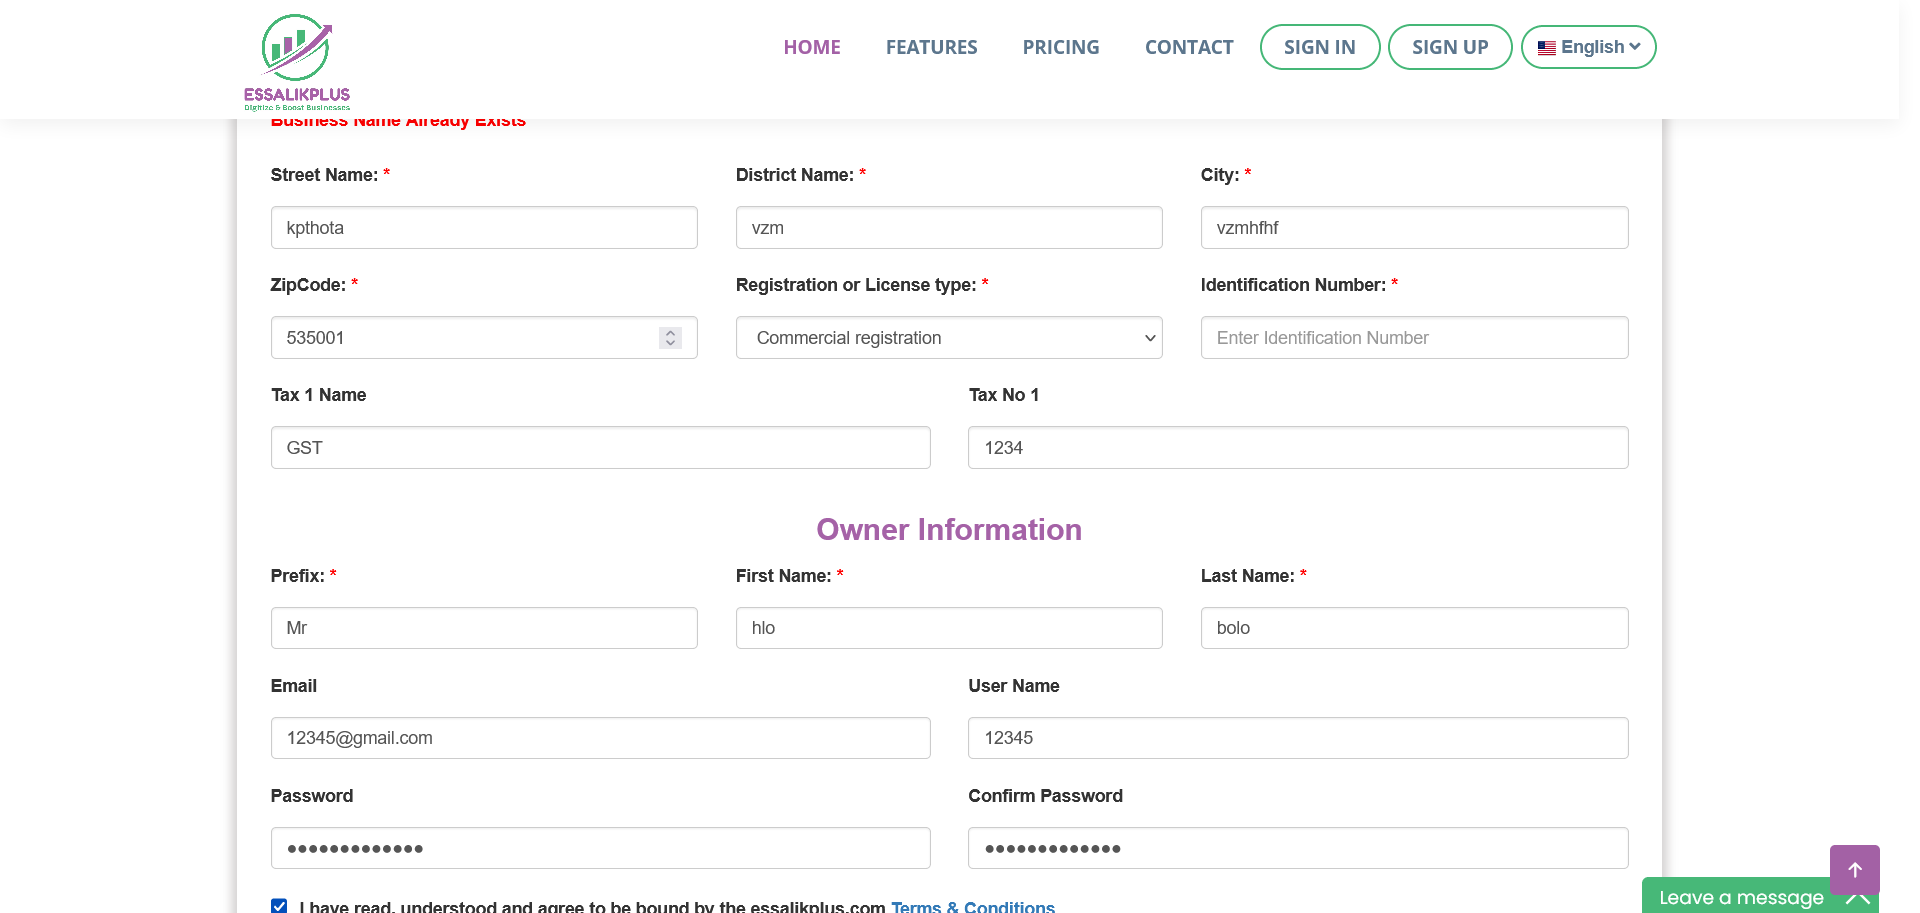 HOME FEATURES PRICING CONTACT SIGN IN SIGN UP English
ESSALIKPLUS
Digitize & Boost Businesses
Business Name Already Exists
Street Name: * District Name: * City: *
kpthota vzm vzmhfhf
ZipCode: * Registration or License type: * Identification Number: *
535001 Commercial registration Enter Identification Number
Tax 1 Name Tax No 1
GST 1234
Owner Information
Prefix: * First Name: * Last Name: *
Mr hlo bolo
Email User Name
12345@gmail.com 12345
Password Confirm Password
●●●●●●●●●●●●● ●●●●●●●●●●●●●
I have read, understood and agree to be bound by the essalikplus.com Terms & Conditions
Leave a message